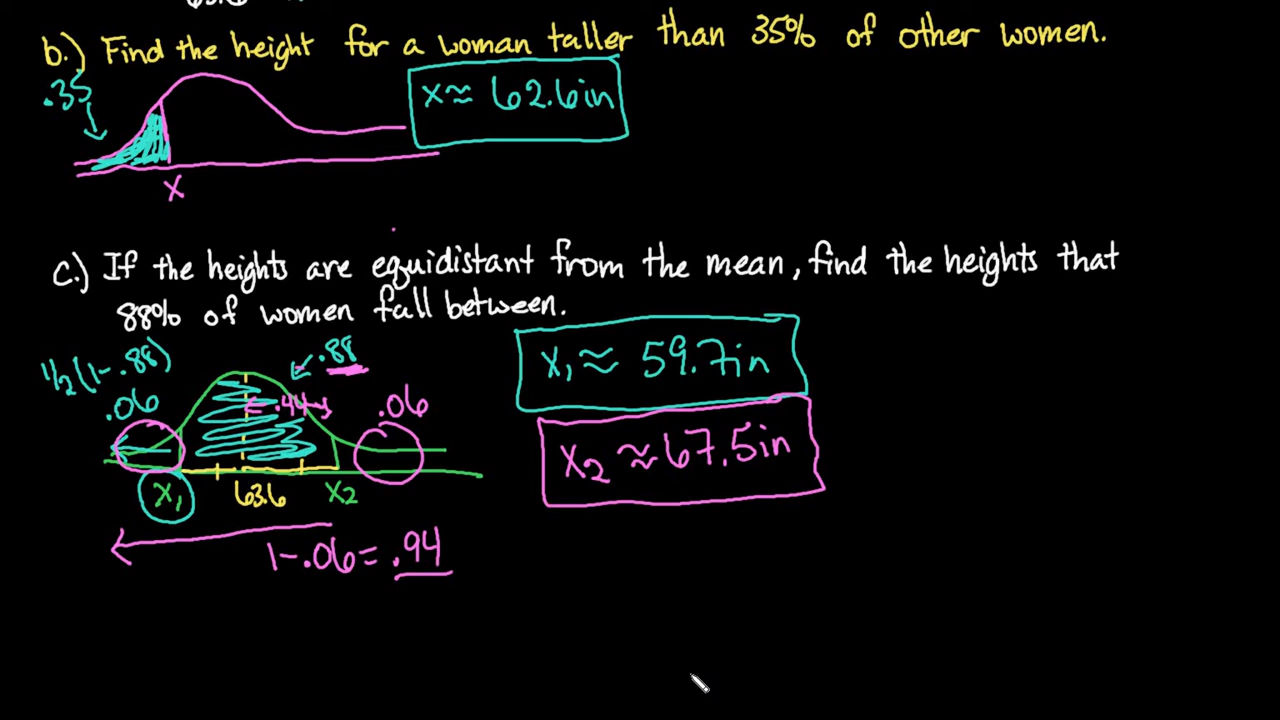 b.) Find the height for a woman taller than 35% of other women.
.35
x≈ 62.6in
x
c.) If the heights are equidistant from the mean, find the heights that
88% of women fall between.
½(1-.88)
.88
x₁ ≈ 59.7in
.06
.44
.06
x₂ ≈ 67.5in
x₁ 63.6 x₂
1-.06= .94